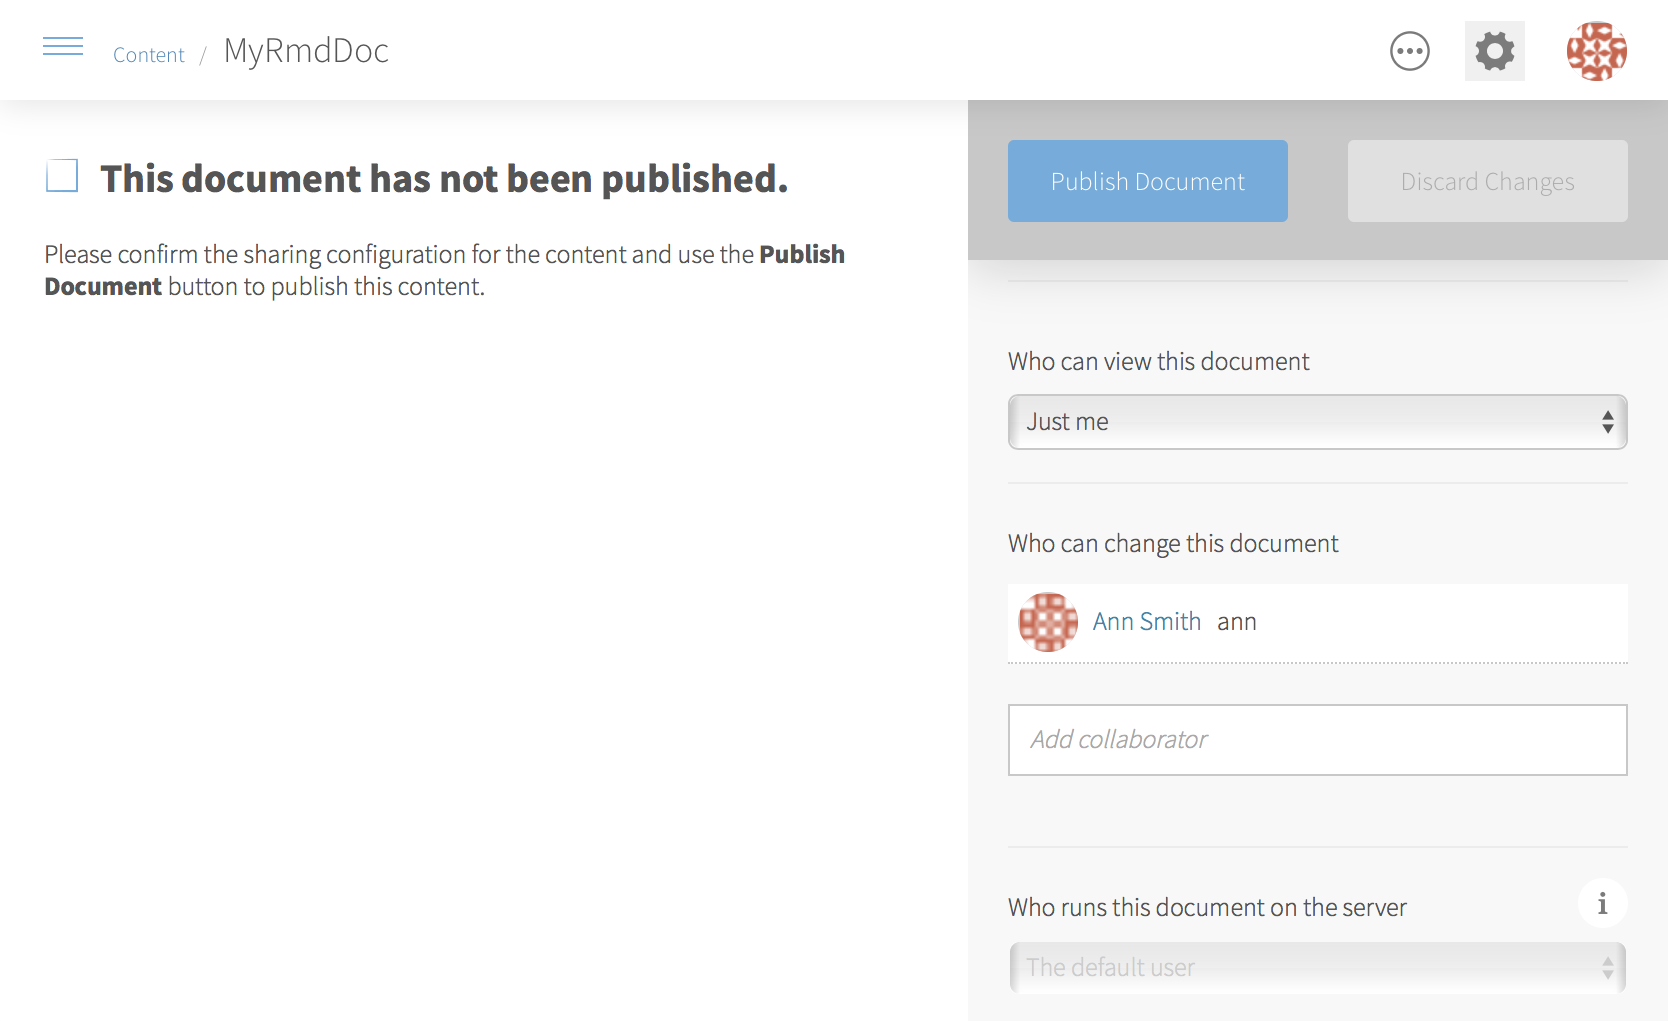 Content / MyRmdDoc
This document has not been published.
Please confirm the sharing configuration for the content and use the Publish
Document button to publish this content.
Publish Document
Discard Changes
Who can view this document
Just me
Who can change this document
Ann Smith ann
Add collaborator
Who runs this document on the server
i
The default user